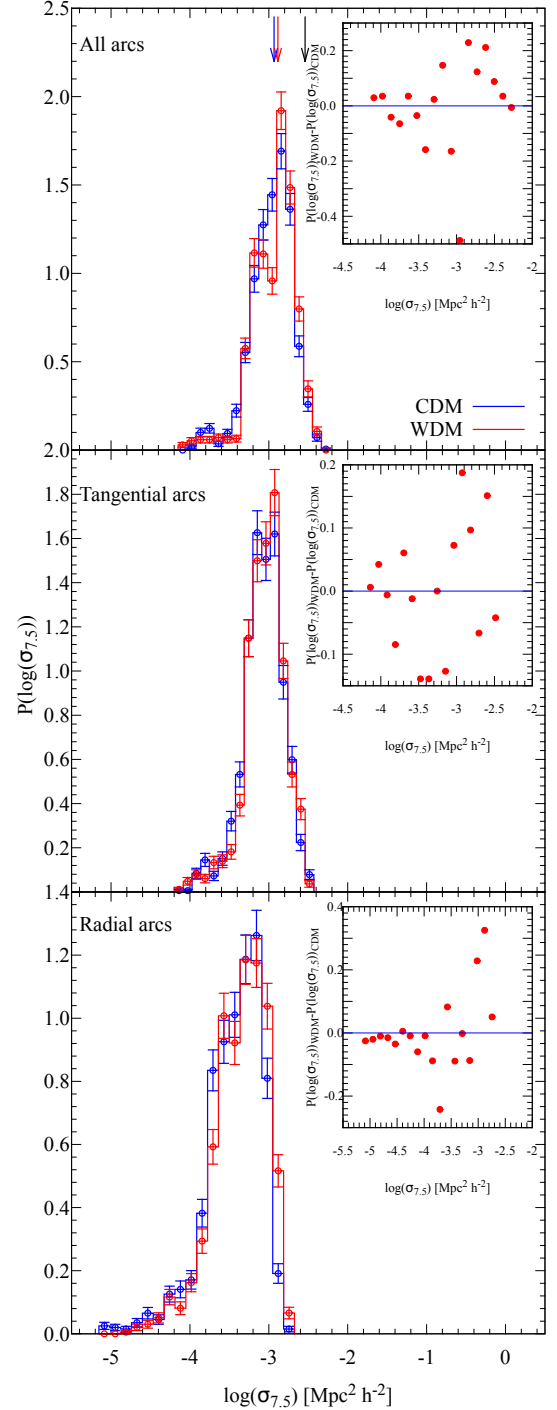 All arcs
2.5
2.0
1.5
1.0
0.5
2.0
0.2
0.0
-0.2
-0.4
-4.5 -4 -3.5 -3 -2.5 -2
log(σ7.5) [Mpc² h⁻²]
P(log(σ7.5))WDM-P(log(σ7.5))CDM
CDM
WDM
Tangential arcs
1.8
1.6
1.4
1.2
1.0
0.8
0.6
0.4
0.2
1.4
P(log(σ7.5))
0.1
0.0
-0.1
-4.5 -4 -3.5 -3 -2.5 -2
log(σ7.5) [Mpc² h⁻²]
P(log(σ7.5))WDM-P(log(σ7.5))CDM
Radial arcs
1.2
1.0
0.8
0.6
0.4
0.2
0.0
0.4
0.2
0.0
-0.2
-5.5 -5 -4.5 -4 -3.5 -3 -2.5 -2
log(σ7.5) [Mpc² h⁻²]
P(log(σ7.5))WDM-P(log(σ7.5))CDM
-5 -4 -3 -2 -1 0
log(σ7.5) [Mpc² h⁻²]